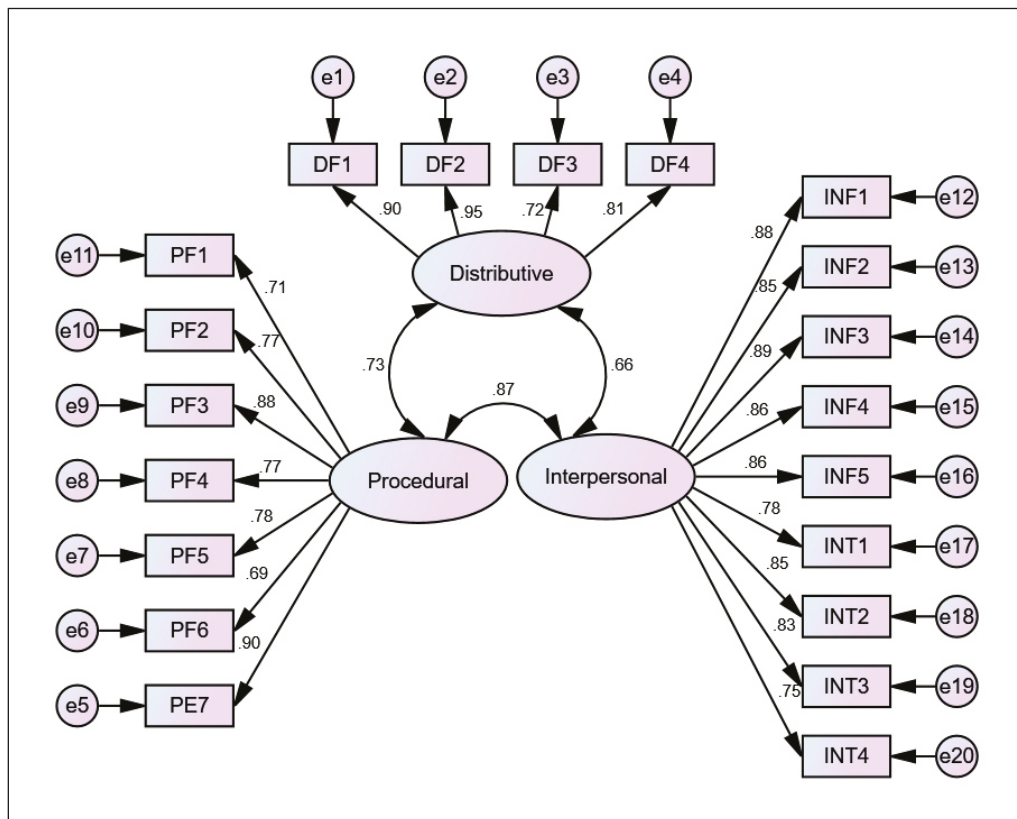 e1
e2
e3
e4
DF1
DF2
DF3
DF4
.90
.95
.72
.81
Distributive
e11
PF1
e10
PF2
e9
PF3
e8
PF4
e7
PF5
e6
PF6
e5
PE7
.71
.77
.88
.77
.78
.69
.90
.73
.87
.66
Procedural
Interpersonal
.88
.85
.89
.86
.86
.78
.85
.83
.75
INF1
e12
INF2
e13
INF3
e14
INF4
e15
INF5
e16
INT1
e17
INT2
e18
INT3
e19
INT4
e20